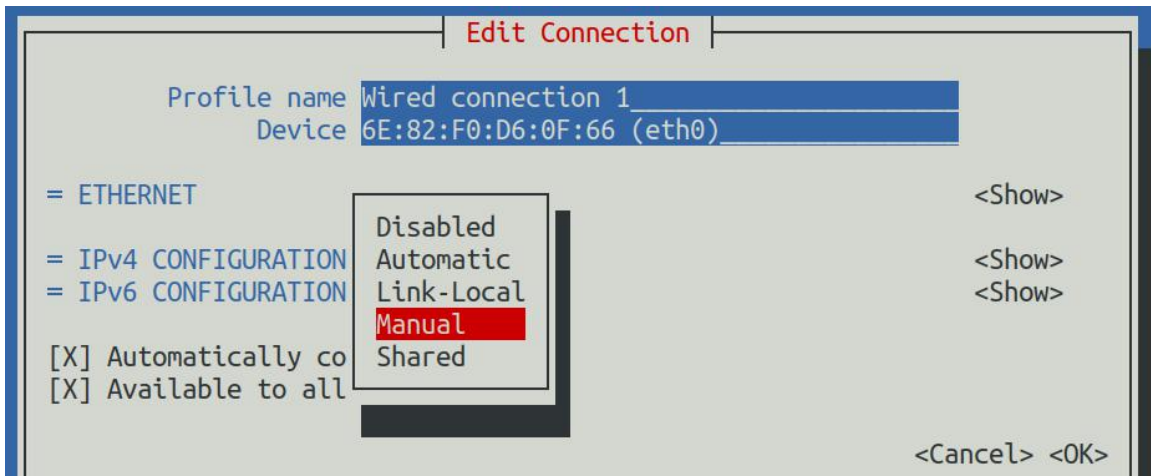 Edit Connection
Profile name Wired connection 1
Device 6E:82:F0:D6:0F:66 (eth0)
= ETHERNET <Show>
Disabled
= IPv4 CONFIGURATION Automatic <Show>
= IPv6 CONFIGURATION Link-Local <Show>
Manual
[X] Automatically co Shared
[X] Available to all
<Cancel> <OK>